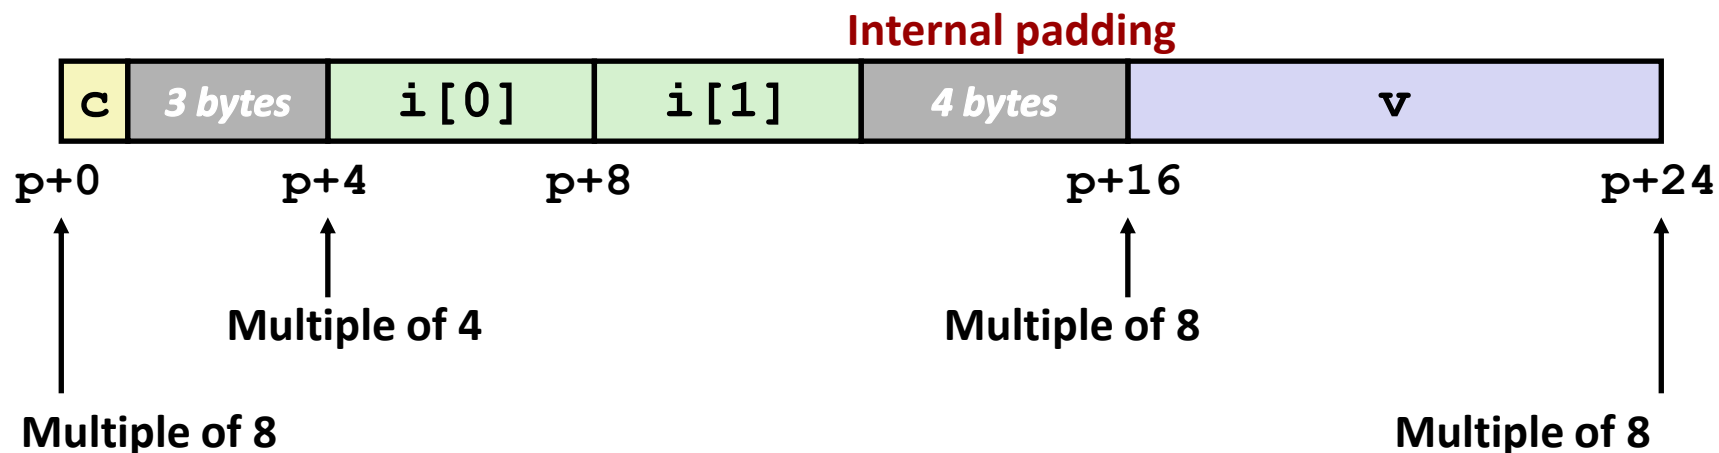 Internal padding
c 3 bytes i[0] i[1] 4 bytes v
p+0 p+4 p+8 p+16 p+24
Multiple of 4 Multiple of 8
Multiple of 8 Multiple of 8